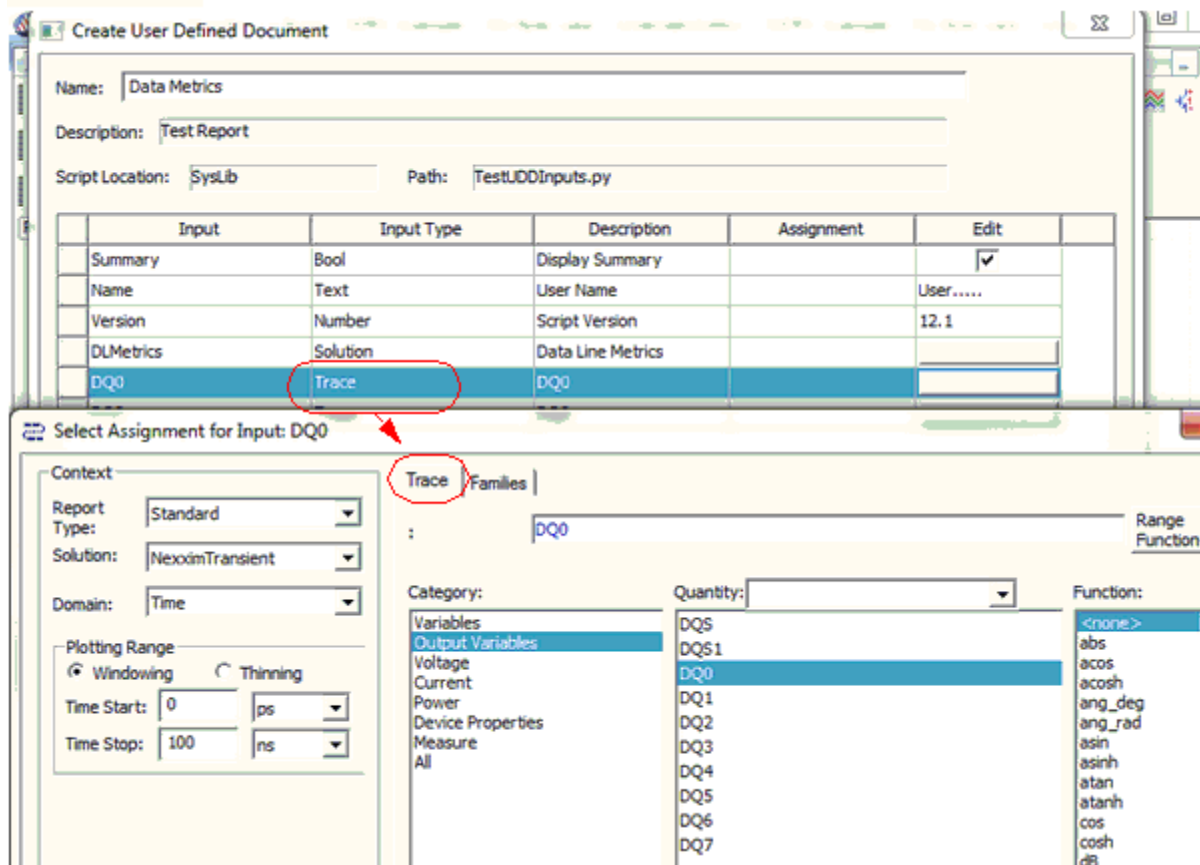 Create User Defined Document
Name: Data Metrics
Description: Test Report
Script Location: SysLib Path: TestUDDInputs.py
Input Input Type Description Assignment Edit
Summary Bool Display Summary
Name Text User Name User.....
Version Number Script Version 12.1
DLMetrics Solution Data Line Metrics
DQ0 Trace DQ0
Select Assignment for Input: DQ0
Context
Report Type: Standard
Solution: NexximTransient
Domain: Time
Plotting Range
Windowing Thinning
Time Start: 0 ps
Time Stop: 100 ns
Trace Families
: DQ0 Range Function
Category:
Variables
Output Variables
Voltage
Current
Power
Device Properties
Measure
All
Quantity:
DQS
DQS1
DQ0
DQ1
DQ2
DQ3
DQ4
DQ5
DQ6
DQ7
Function:
<none>
abs
acos
acosh
ang_deg
ang_rad
asin
asinh
atan
atanh
cos
cosh
dB